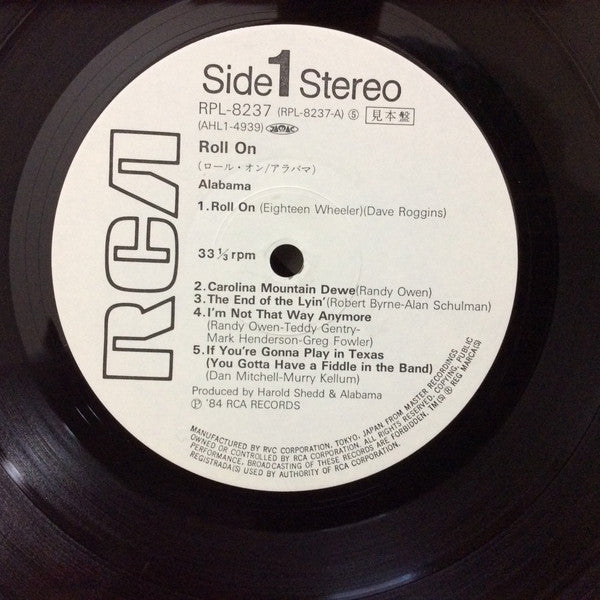 Side 1 Stereo
RPL-8237 (RPL-8237-A) ⑤ 見本盤
(AHL1-4939)
Roll On
(ロール・オン/アラバマ)
Alabama
1. Roll On (Eighteen Wheeler)(Dave Roggins)
33 1/3 rpm
2. Carolina Mountain Dewe(Randy Owen)
3. The End of the Lyin'(Robert Byrne-Alan Schulman)
4. I'm Not That Way Anymore
(Randy Owen-Teddy Gentry-
Mark Henderson-Greg Fowler)
5. If You're Gonna Play in Texas
(You Gotta Have a Fiddle in the Band)
(Dan Mitchell-Murry Kellum)
Produced by Harold Shedd & Alabama
℗ '84 RCA RECORDS
RCA
MANUFACTURED BY RVC CORPORATION, TOKYO, JAPAN, FROM MASTER RECORDINGS
OWNED OR CONTROLLED BY RCA CORPORATION. ALL RIGHTS RESERVED, COPYING, PUBLIC
PERFORMANCE, BROADCASTING OF THESE RECORDS ARE FORBIDDEN. TM(S) ® REG MARCA(S)
REGISTRADA(S) USED BY AUTHORITY OF RCA CORPORATION.